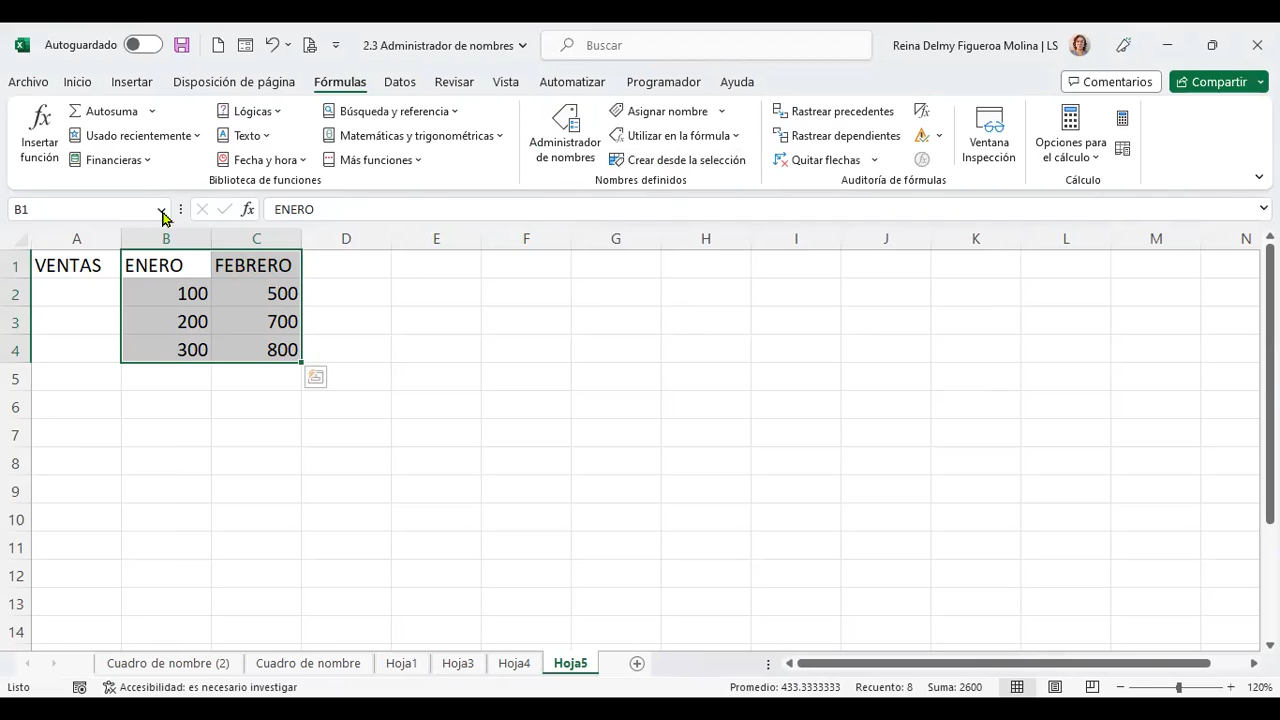 Autoguardado
2.3 Administrador de nombres
Buscar
Reina Delmy Figueroa Molina | LS
Archivo Inicio Insertar Disposición de página Fórmulas Datos Revisar Vista Automatizar Programador Ayuda
Comentarios
Compartir
fx
Insertar
función
Autosuma
Usado recientemente
Financieras
Lógicas
Texto
Fecha y hora
Búsqueda y referencia
Matemáticas y trigonométricas
Más funciones
Biblioteca de funciones
Administrador
de nombres
Asignar nombre
Utilizar en la fórmula
Crear desde la selección
Nombres definidos
Rastrear precedentes
Rastrear dependientes
Quitar flechas
Ventana
Inspección
Auditoría de fórmulas
Opciones para
el cálculo
Cálculo
B1
fx
ENERO
A B C D E F G H I J K L M N
1 VENTAS ENERO FEBRERO
2 100 500
3 200 700
4 300 800
5
6
7
8
9
10
11
12
13
14
Cuadro de nombre (2) Cuadro de nombre Hoja1 Hoja3 Hoja4 Hoja5
Listo
Accesibilidad: es necesario investigar
Promedio: 433.3333333 Recuento: 8 Suma: 2600
120%